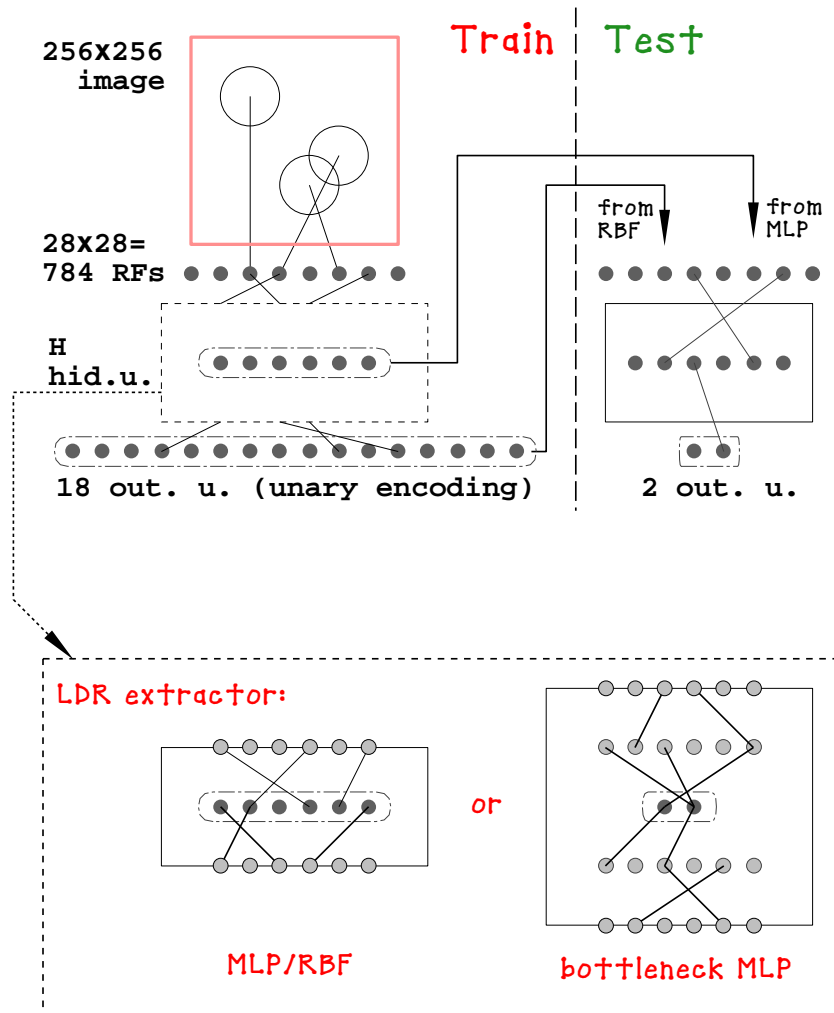 Train
Test
256X256
image
from
RBF
from
MLP
28X28=
784 RFs
H
hid.u.
18 out. u. (unary encoding)
2 out. u.
LDR extractor:
or
MLP/RBF
bottleneck MLP